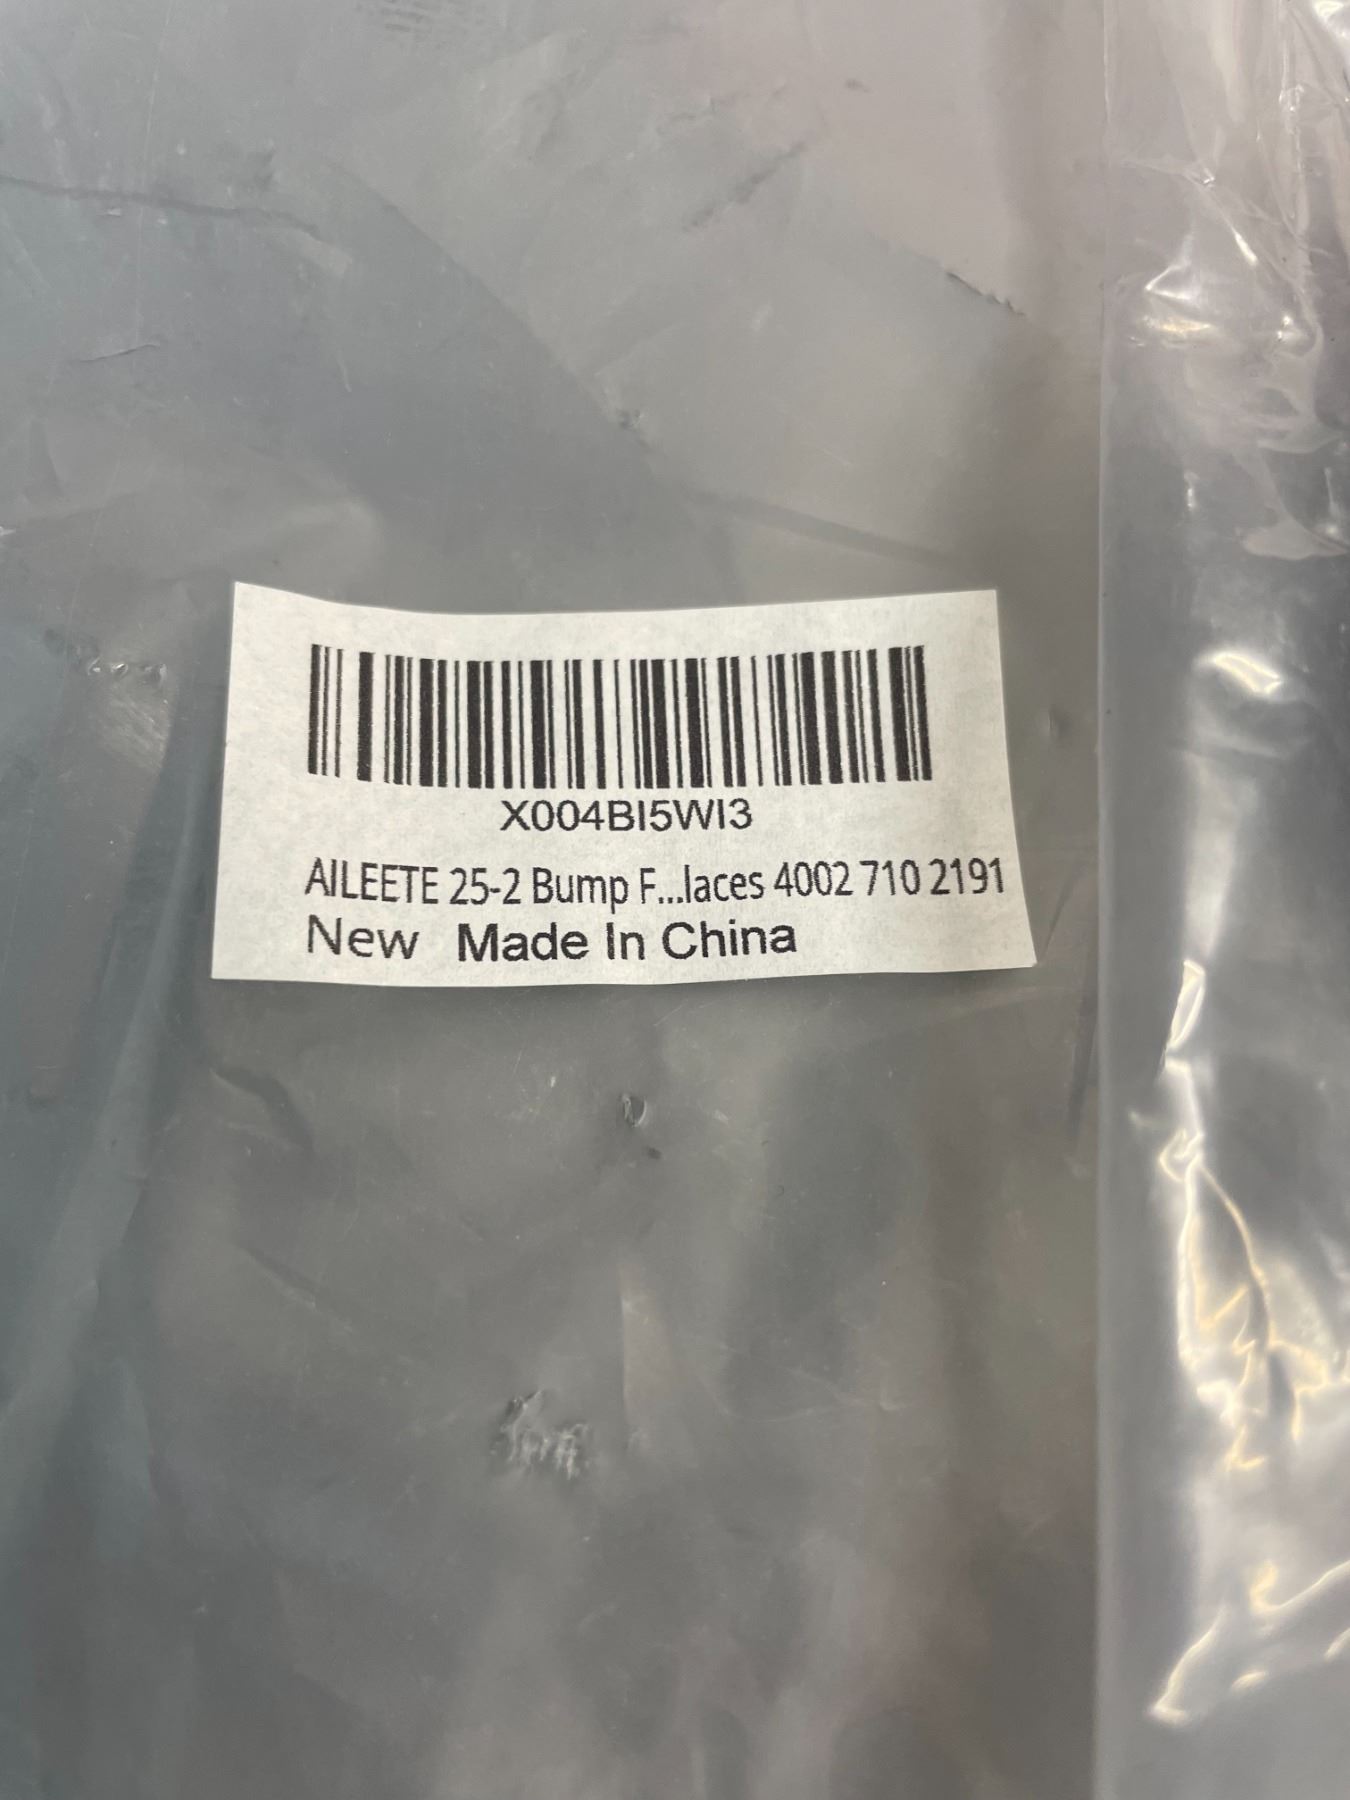 X004BI5WI3
AILEETE 25-2 Bump F...laces 4002 710 2191
New Made In China